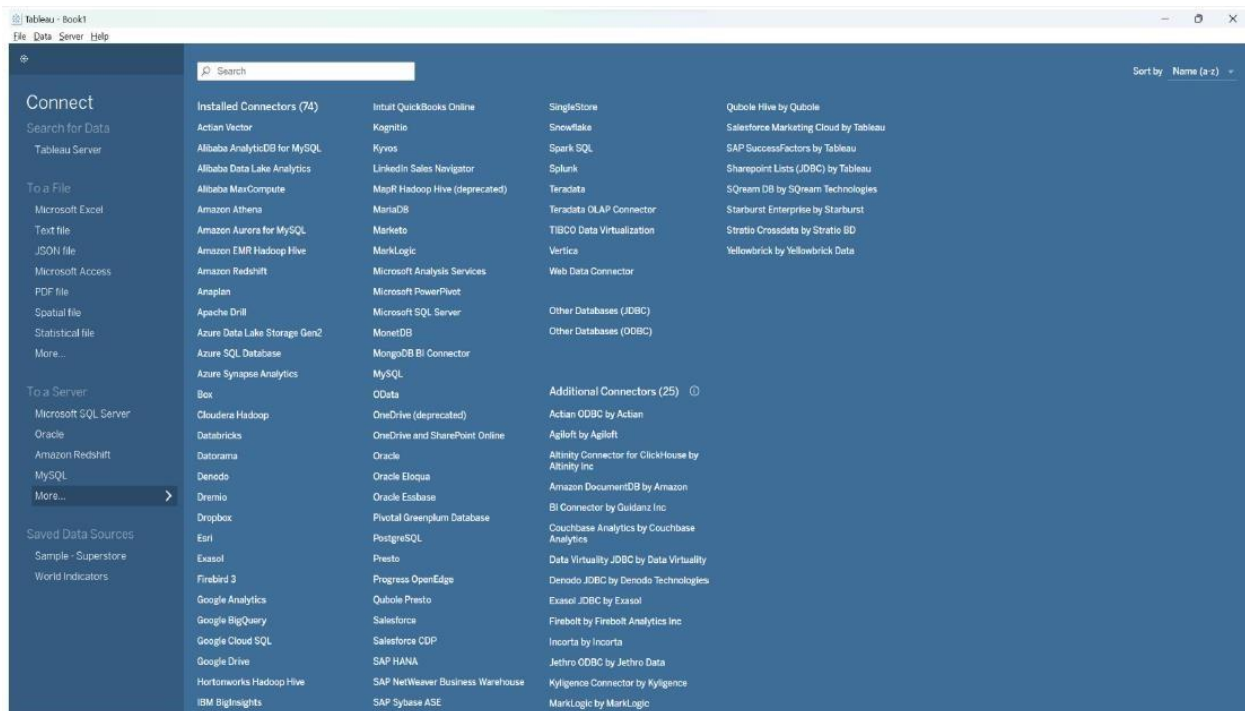 Tableau - Book1
File Data Server Help
Connect
Search for Data
Tableau Server
To a File
Microsoft Excel
Text file
JSON file
Microsoft Access
PDF file
Spatial file
Statistical file
More...
To a Server
Microsoft SQL Server
Oracle
Amazon Redshift
MySQL
More...
Saved Data Sources
Sample - Superstore
World Indicators
Search
Sort by Name (a-z)
Installed Connectors (74)
Actian Vector
Alibaba AnalyticDB for MySQL
Alibaba Data Lake Analytics
Alibaba MaxCompute
Amazon Athena
Amazon Aurora for MySQL
Amazon EMR Hadoop Hive
Amazon Redshift
Anaplan
Apache Drill
Azure Data Lake Storage Gen2
Azure SQL Database
Azure Synapse Analytics
Box
Cloudera Hadoop
Databricks
Datorama
Denodo
Dremio
Dropbox
Esri
Exasol
Firebird 3
Google Analytics
Google BigQuery
Google Cloud SQL
Google Drive
Hortonworks Hadoop Hive
IBM BigInsights
Intuit QuickBooks Online
Kognitio
Kyvos
LinkedIn Sales Navigator
MapR Hadoop Hive (deprecated)
MariaDB
Marketo
MarkLogic
Microsoft Analysis Services
Microsoft PowerPivot
Microsoft SQL Server
MonetDB
MongoDB BI Connector
MySQL
OData
OneDrive (deprecated)
OneDrive and SharePoint Online
Oracle
Oracle Eloqua
Oracle Essbase
Pivotal Greenplum Database
PostgreSQL
Presto
Progress OpenEdge
Qubole Presto
Salesforce
Salesforce CDP
SAP HANA
SAP NetWeaver Business Warehouse
SAP Sybase ASE
SingleStore
Snowflake
Spark SQL
Splunk
Teradata
Teradata OLAP Connector
TIBCO Data Virtualization
Vertica
Web Data Connector
Other Databases (JDBC)
Other Databases (ODBC)
Additional Connectors (25)
Actian ODBC by Actian
Agiloft by Agiloft
Altinity Connector for ClickHouse by
Altinity Inc
Amazon DocumentDB by Amazon
BI Connector by Guidanz Inc
Couchbase Analytics by Couchbase
Analytics
Data Virtuality JDBC by Data Virtuality
Denodo JDBC by Denodo Technologies
Exasol JDBC by Exasol
Firebolt by Firebolt Analytics Inc
Incorta by Incorta
Jethro ODBC by Jethro Data
Kyligence Connector by Kyligence
MarkLogic by MarkLogic
Qubole Hive by Qubole
Salesforce Marketing Cloud by Tableau
SAP SuccessFactors by Tableau
Sharepoint Lists (JDBC) by Tableau
SQream DB by SQream Technologies
Starburst Enterprise by Starburst
Stratio Crossdata by Stratio BD
Yellowbrick by Yellowbrick Data